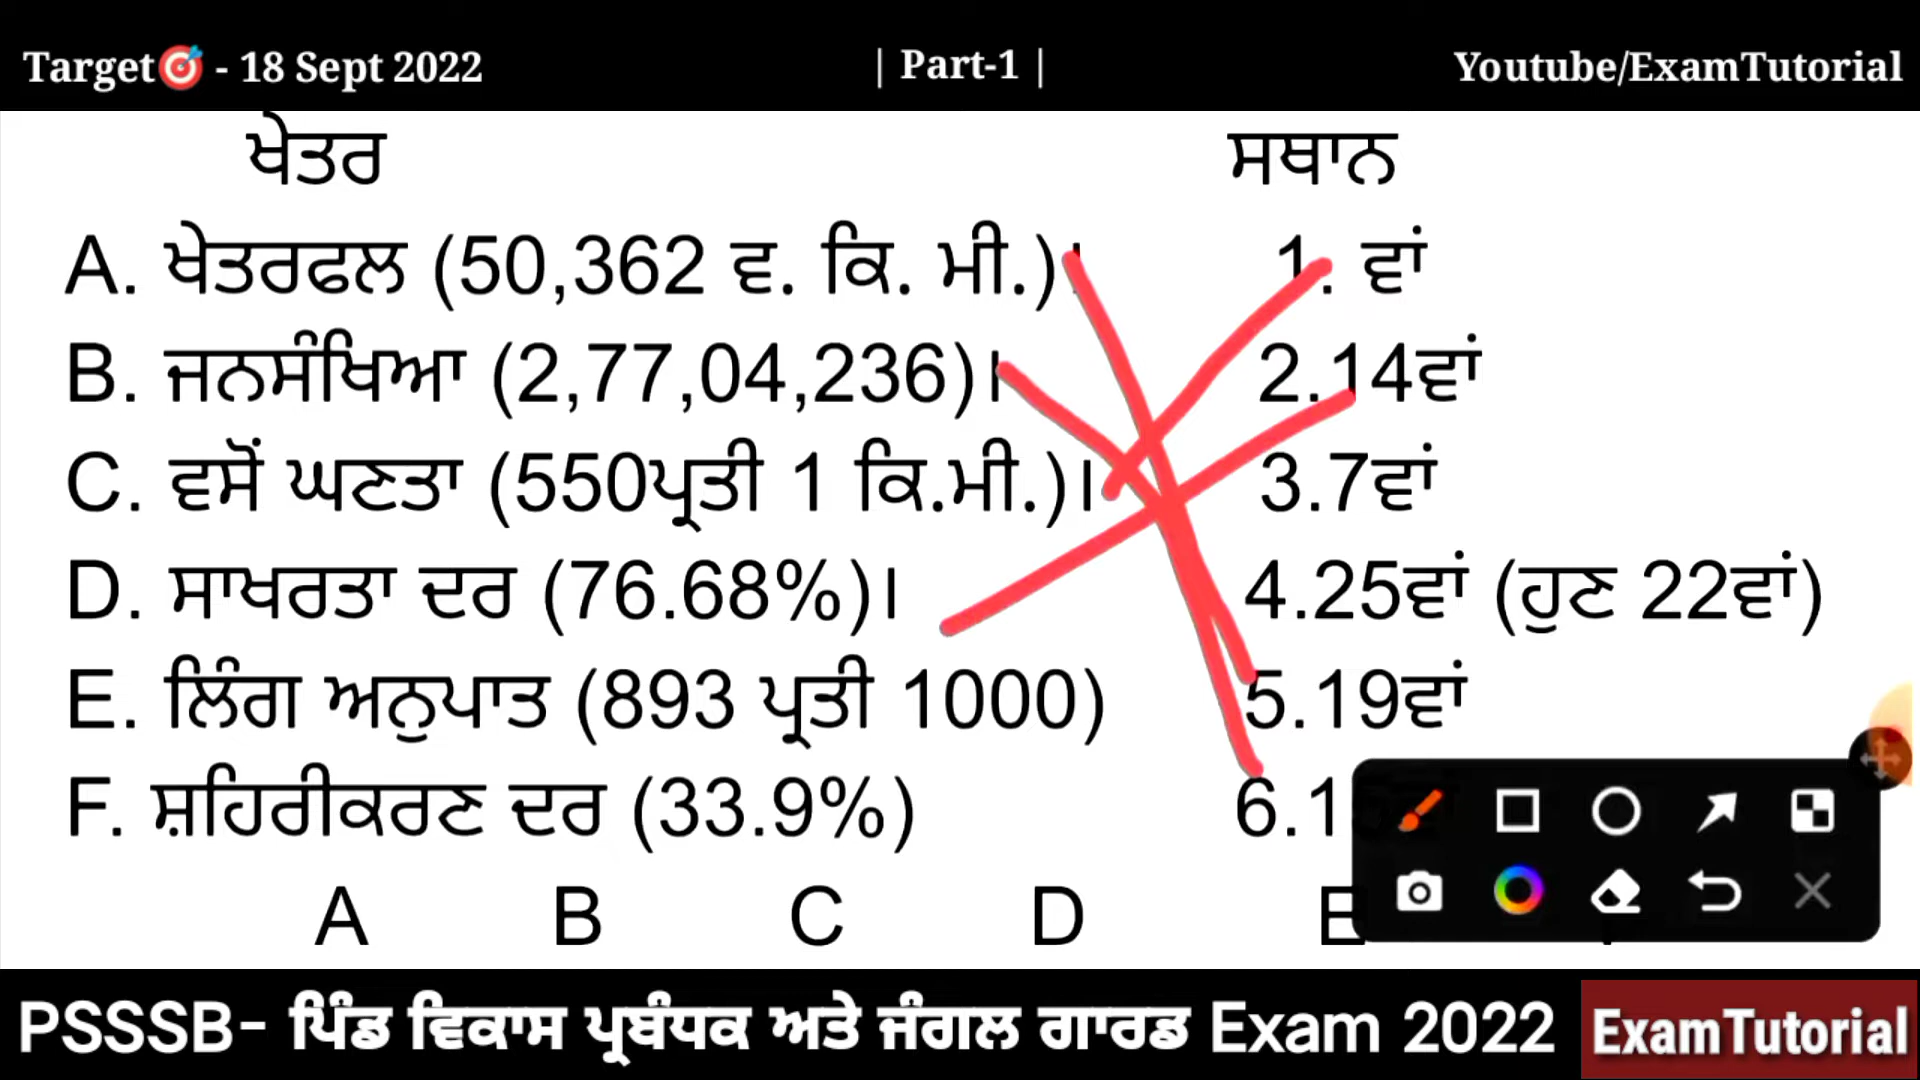 Target🎯 - 18 Sept 2022 | Part-1 | Youtube/ExamTutorial
ਖੇਤਰ ਸਥਾਨ
A. ਖੇਤਰਫਲ (50,362 ਵ. ਕਿ. ਮੀ.)। 1. ਵਾਂ
B. ਜਨਸੰਖਿਆ (2,77,04,236)। 2.14ਵਾਂ
C. ਵਸੋਂ ਘਣਤਾ (550ਪ੍ਰਤੀ 1 ਕਿ.ਮੀ.)। 3.7ਵਾਂ
D. ਸਾਖਰਤਾ ਦਰ (76.68%)। 4.25ਵਾਂ (ਹੁਣ 22ਵਾਂ)
E. ਲਿੰਗ ਅਨੁਪਾਤ (893 ਪ੍ਰਤੀ 1000) 5.19ਵਾਂ
F. ਸ਼ਹਿਰੀਕਰਣ ਦਰ (33.9%) 6.1
A B C D E
PSSSB- ਪਿੰਡ ਵਿਕਾਸ ਪ੍ਰਬੰਧਕ ਅਤੇ ਜੰਗਲ ਗਾਰਡ Exam 2022 ExamTutorial